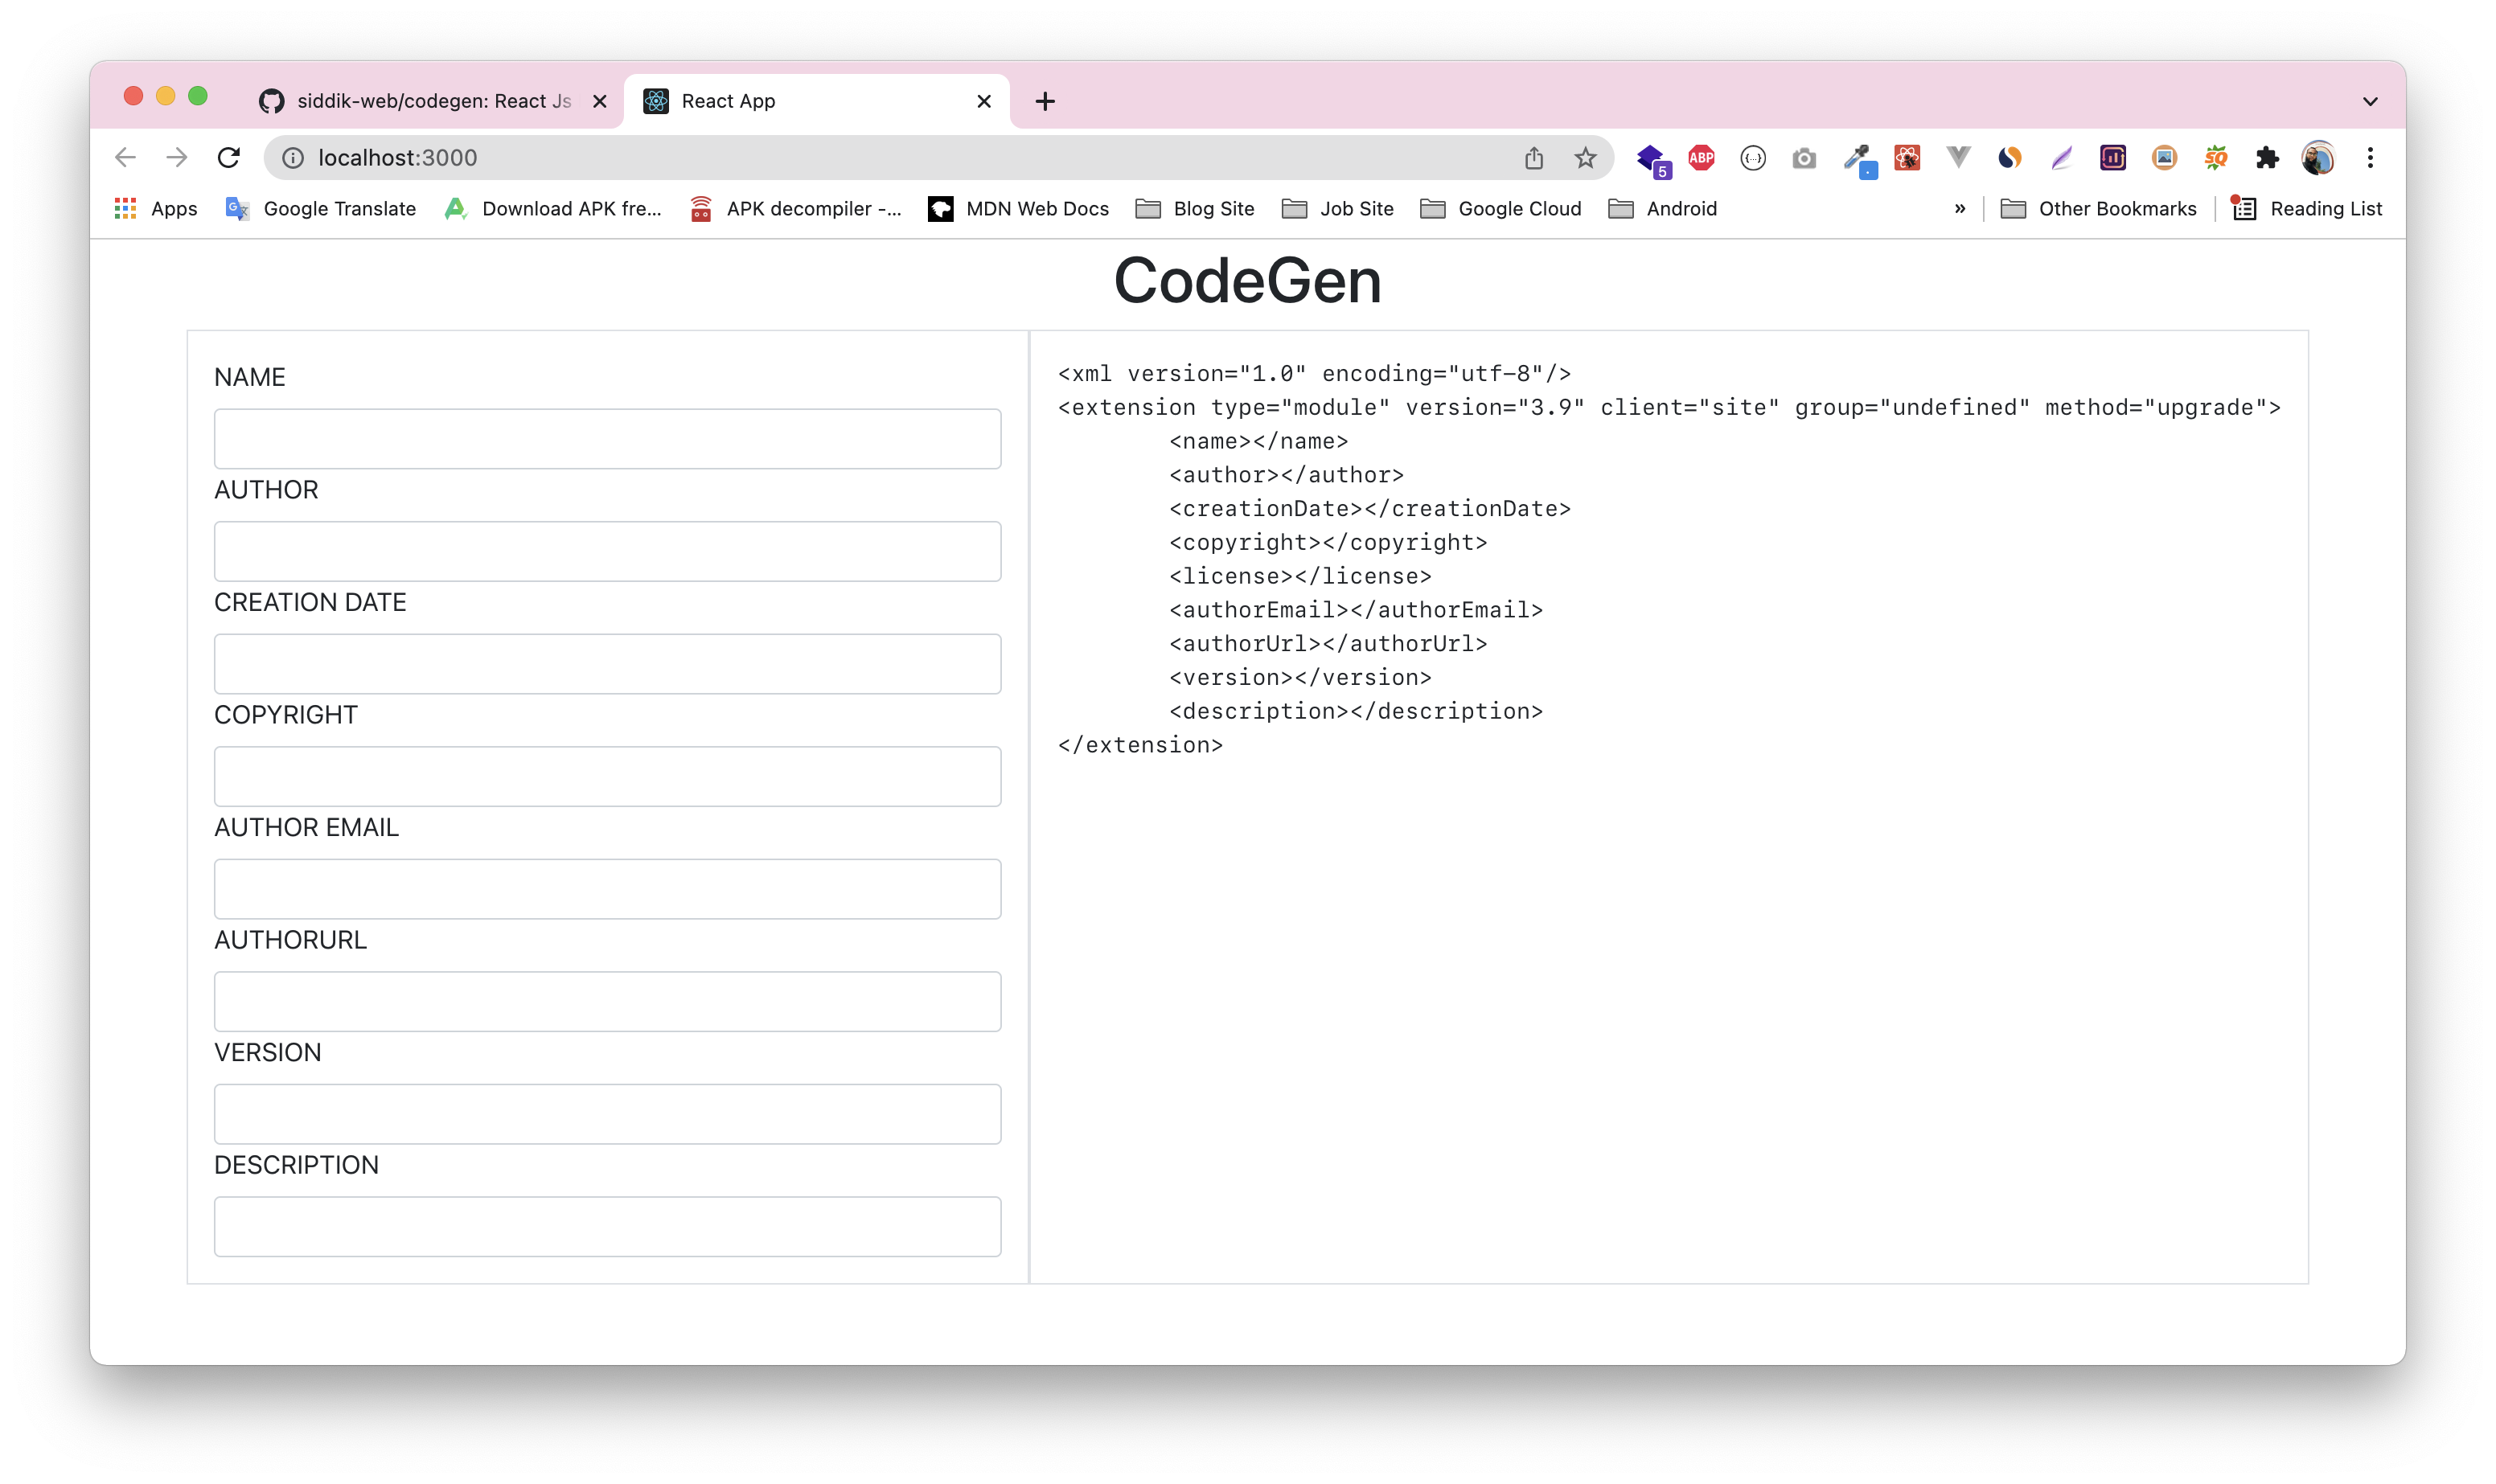 siddik-web/codegen: React Js
React App
localhost:3000
5
ABP
{...}
SQ
Apps
Google Translate
Download APK fre...
APK decompiler -...
MDN Web Docs
Blog Site
Job Site
Google Cloud
Android
»
Other Bookmarks
Reading List
CodeGen
NAME
AUTHOR
CREATION DATE
COPYRIGHT
AUTHOR EMAIL
AUTHORURL
VERSION
DESCRIPTION
<xml version="1.0" encoding="utf-8"/>
<extension type="module" version="3.9" client="site" group="undefined" method="upgrade">
<name></name>
<author></author>
<creationDate></creationDate>
<copyright></copyright>
<license></license>
<authorEmail></authorEmail>
<authorUrl></authorUrl>
<version></version>
<description></description>
</extension>